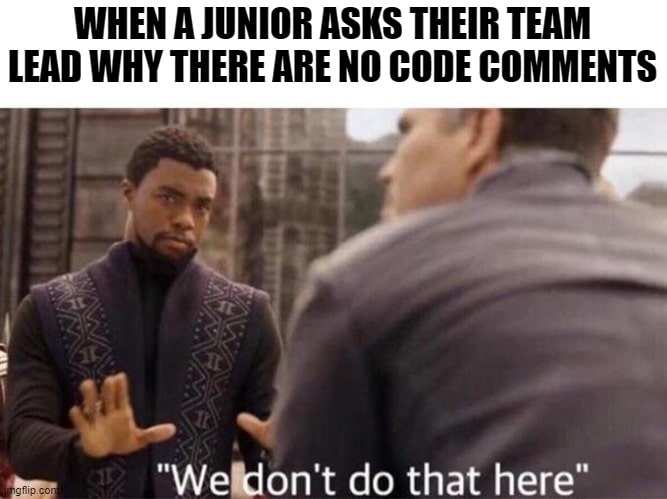 WHEN A JUNIOR ASKS THEIR TEAM
LEAD WHY THERE ARE NO CODE COMMENTS
"We don't do that here"
imgflip.com